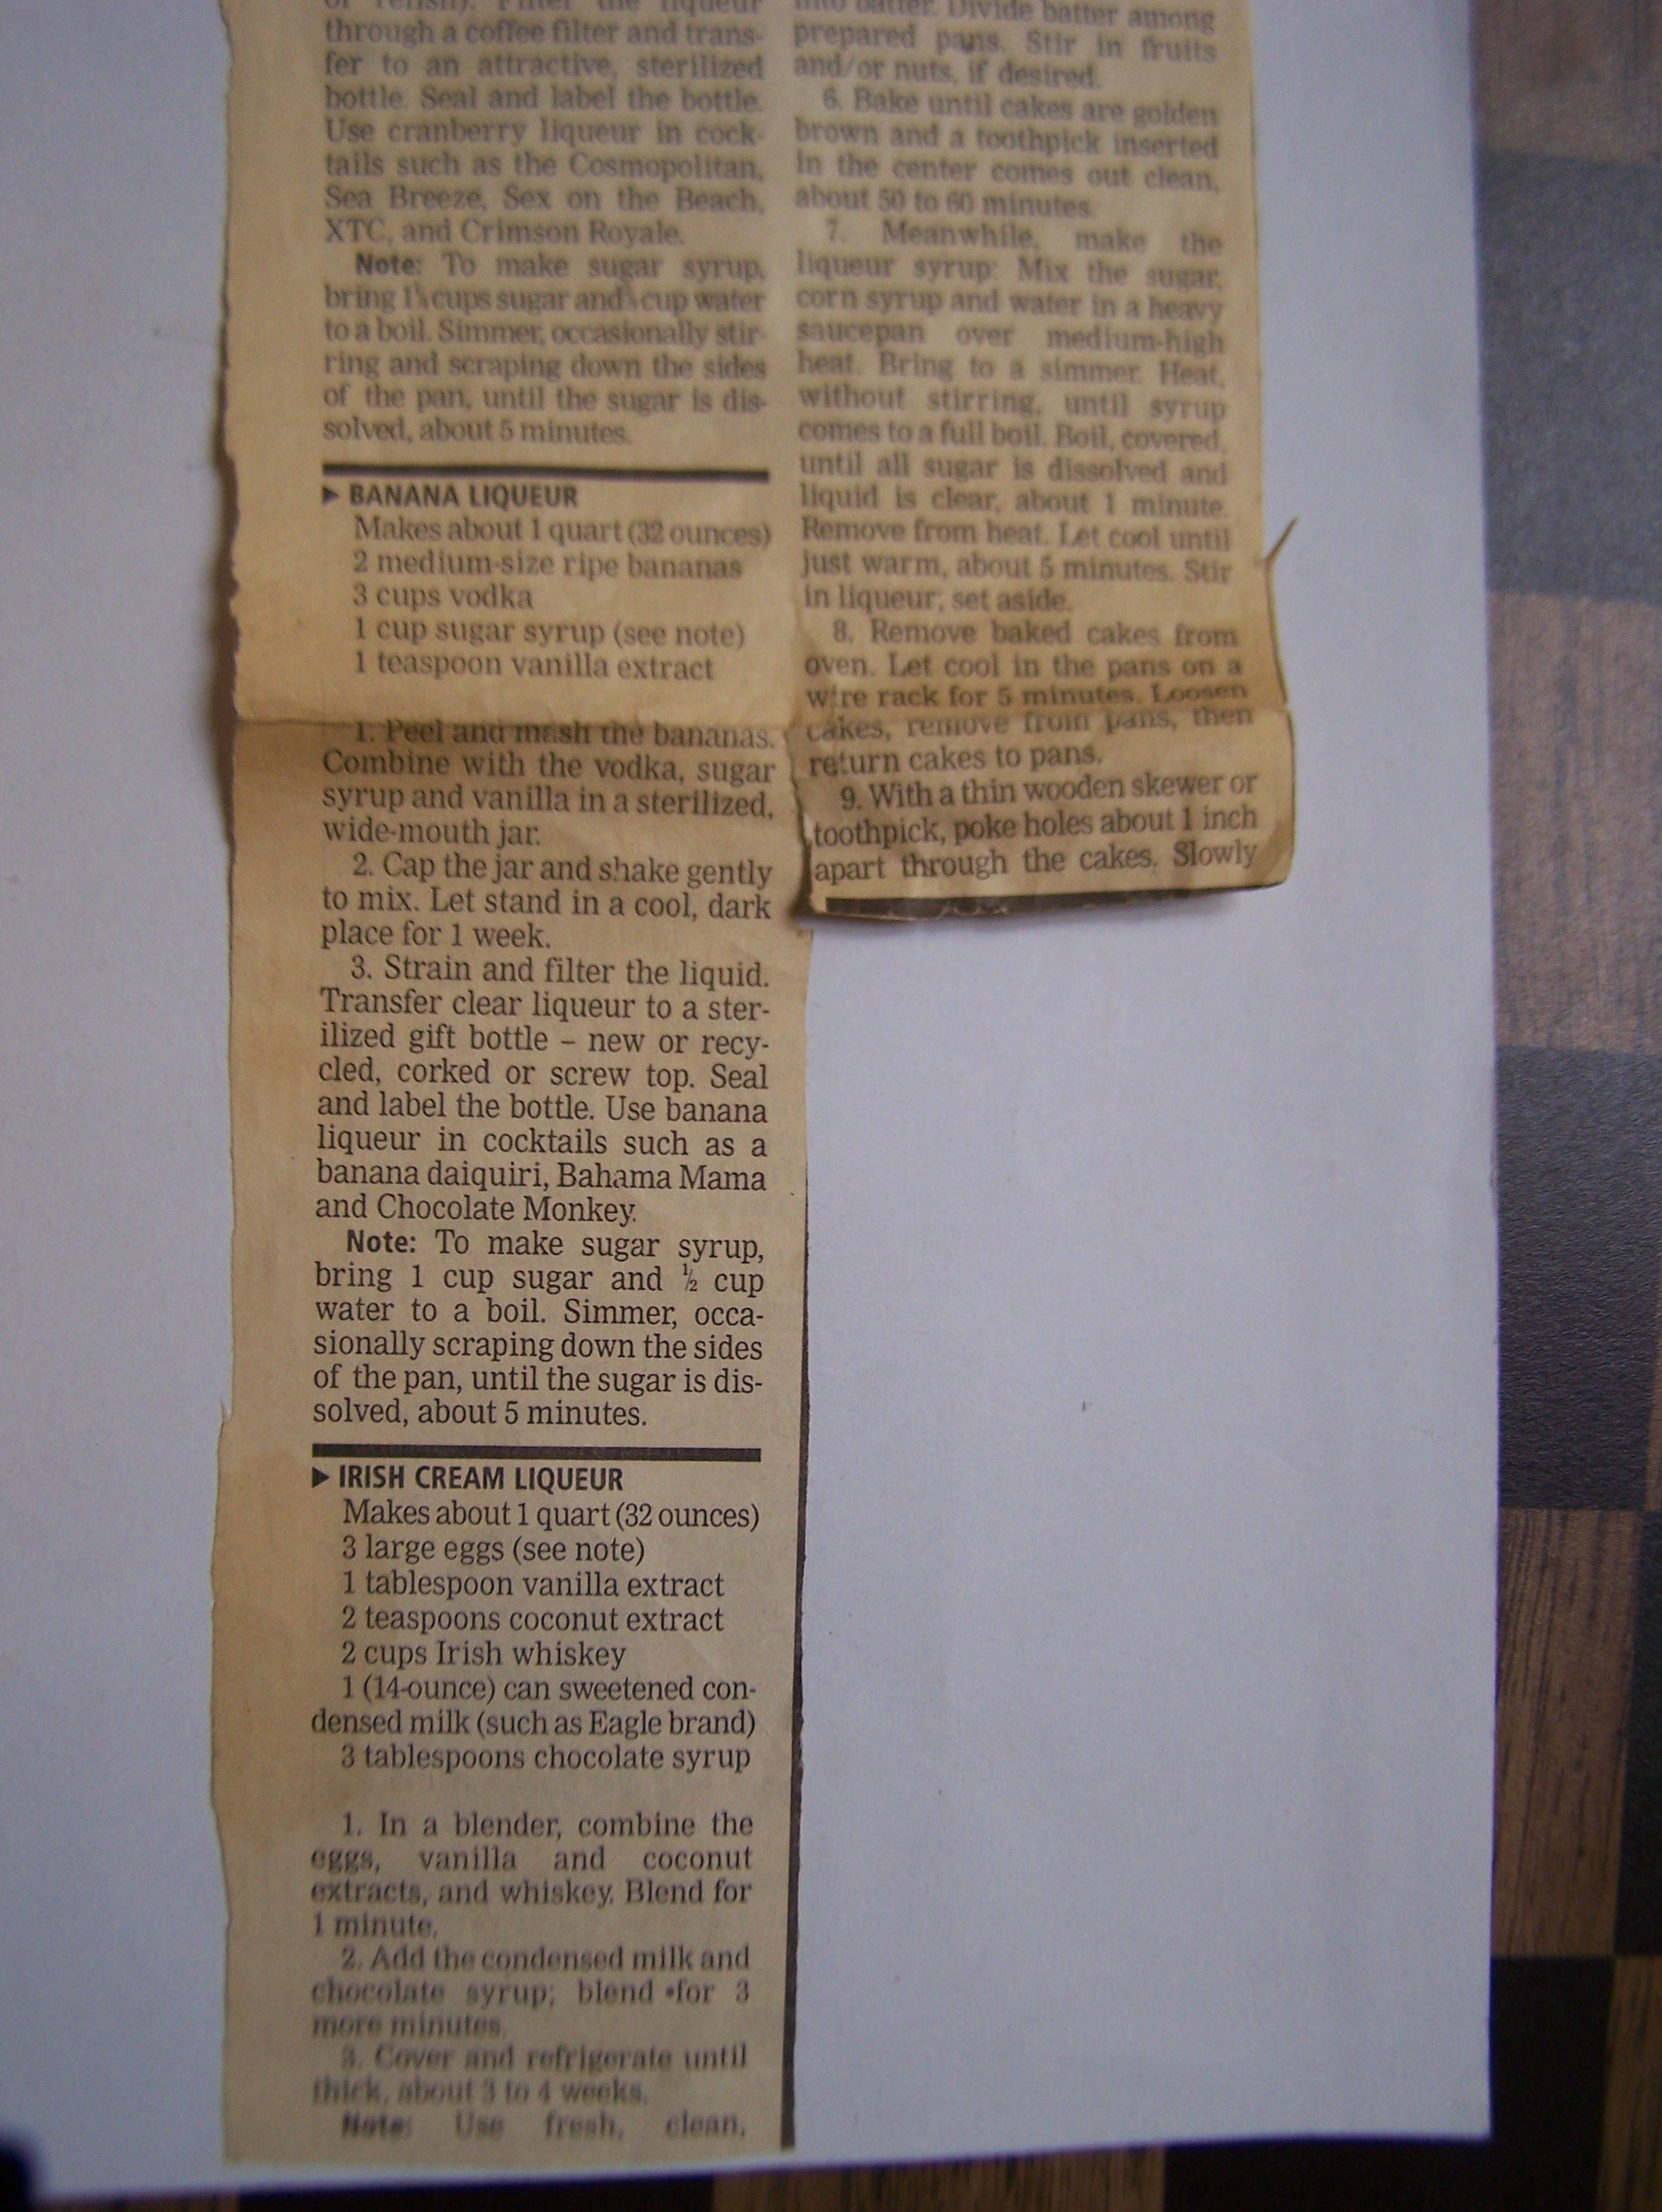 through a coffee filter and trans-
fer to an attractive, sterilized
bottle. Seal and label the bottle.
Use cranberry liqueur in cock-
tails such as the Cosmopolitan,
Sea Breeze, Sex on the Beach,
XTC, and Crimson Royale.
Note: To make sugar syrup,
bring cups sugar and cup water
to a boil. Simmer, occasionally stir-
ring and scraping down the sides
of the pan, until the sugar is dis-
solved, about 5 minutes.
► BANANA LIQUEUR
Makes about 1 quart (32 ounces)
2 medium-size ripe bananas
3 cups vodka
1 cup sugar syrup (see note)
1 teaspoon vanilla extract
1. Peel and mash the bananas.
Combine with the vodka, sugar
syrup and vanilla in a sterilized,
wide-mouth jar.
2. Cap the jar and shake gently
to mix. Let stand in a cool, dark
place for 1 week.
3. Strain and filter the liquid.
Transfer clear liqueur to a ster-
ilized gift bottle – new or recy-
cled, corked or screw top. Seal
and label the bottle. Use banana
liqueur in cocktails such as a
banana daiquiri, Bahama Mama
and Chocolate Monkey.
Note: To make sugar syrup,
bring 1 cup sugar and ½ cup
water to a boil. Simmer, occa-
sionally scraping down the sides
of the pan, until the sugar is dis-
solved, about 5 minutes.
► IRISH CREAM LIQUEUR
Makes about 1 quart (32 ounces)
3 large eggs (see note)
1 tablespoon vanilla extract
2 teaspoons coconut extract
2 cups Irish whiskey
1 (14-ounce) can sweetened con-
densed milk (such as Eagle brand)
3 tablespoons chocolate syrup
1. In a blender, combine the
eggs, vanilla and coconut
extracts, and whiskey. Blend for
1 minute.
2. Add the condensed milk and
chocolate syrup; blend for 3
more minutes.
3. Cover and refrigerate until
thick, about 3 to 4 weeks.
Note: Use fresh, clean,
into batter. Divide batter among
prepared pans. Stir in fruits
and/or nuts, if desired.
6. Bake until cakes are golden
brown and a toothpick inserted
in the center comes out clean,
about 50 to 60 minutes.
7. Meanwhile, make the
liqueur syrup: Mix the sugar,
corn syrup and water in a heavy
saucepan over medium-high
heat. Bring to a simmer. Heat,
without stirring, until syrup
comes to a full boil. Boil, covered,
until all sugar is dissolved and
liquid is clear, about 1 minute.
Remove from heat. Let cool until
just warm, about 5 minutes. Stir
in liqueur; set aside.
8. Remove baked cakes from
oven. Let cool in the pans on a
wire rack for 5 minutes. Loosen
cakes, remove from pans, then
return cakes to pans.
9. With a thin wooden skewer or
toothpick, poke holes about 1 inch
apart through the cakes. Slowly